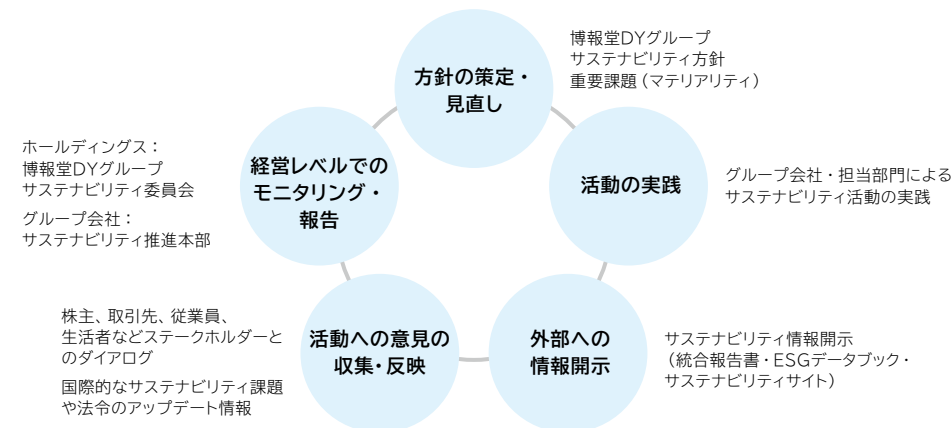 方針の策定・
見直し
博報堂DYグループ
サステナビリティ方針
重要課題(マテリアリティ)
活動の実践
グループ会社・担当部門による
サステナビリティ活動の実践
外部への
情報開示
サステナビリティ情報開示
(統合報告書・ESGデータブック・
サステナビリティサイト)
活動への意見の
収集・反映
株主、取引先、従業員、
生活者などステークホルダーと
のダイアログ
国際的なサステナビリティ課題
や法令のアップデート情報
経営レベルでの
モニタリング・
報告
ホールディングス:
博報堂DYグループ
サステナビリティ委員会
グループ会社:
サステナビリティ推進本部